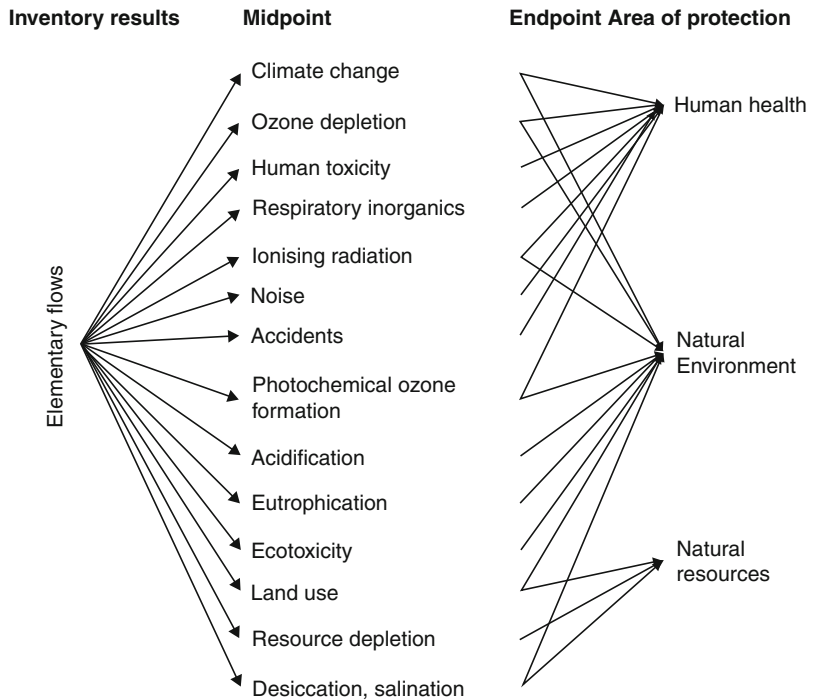 Inventory results Midpoint Endpoint Area of protection
Elementary flows
Climate change
Ozone depletion
Human toxicity
Respiratory inorganics
Ionising radiation
Noise
Accidents
Photochemical ozone
formation
Acidification
Eutrophication
Ecotoxicity
Land use
Resource depletion
Desiccation, salination
Human health
Natural
Environment
Natural
resources